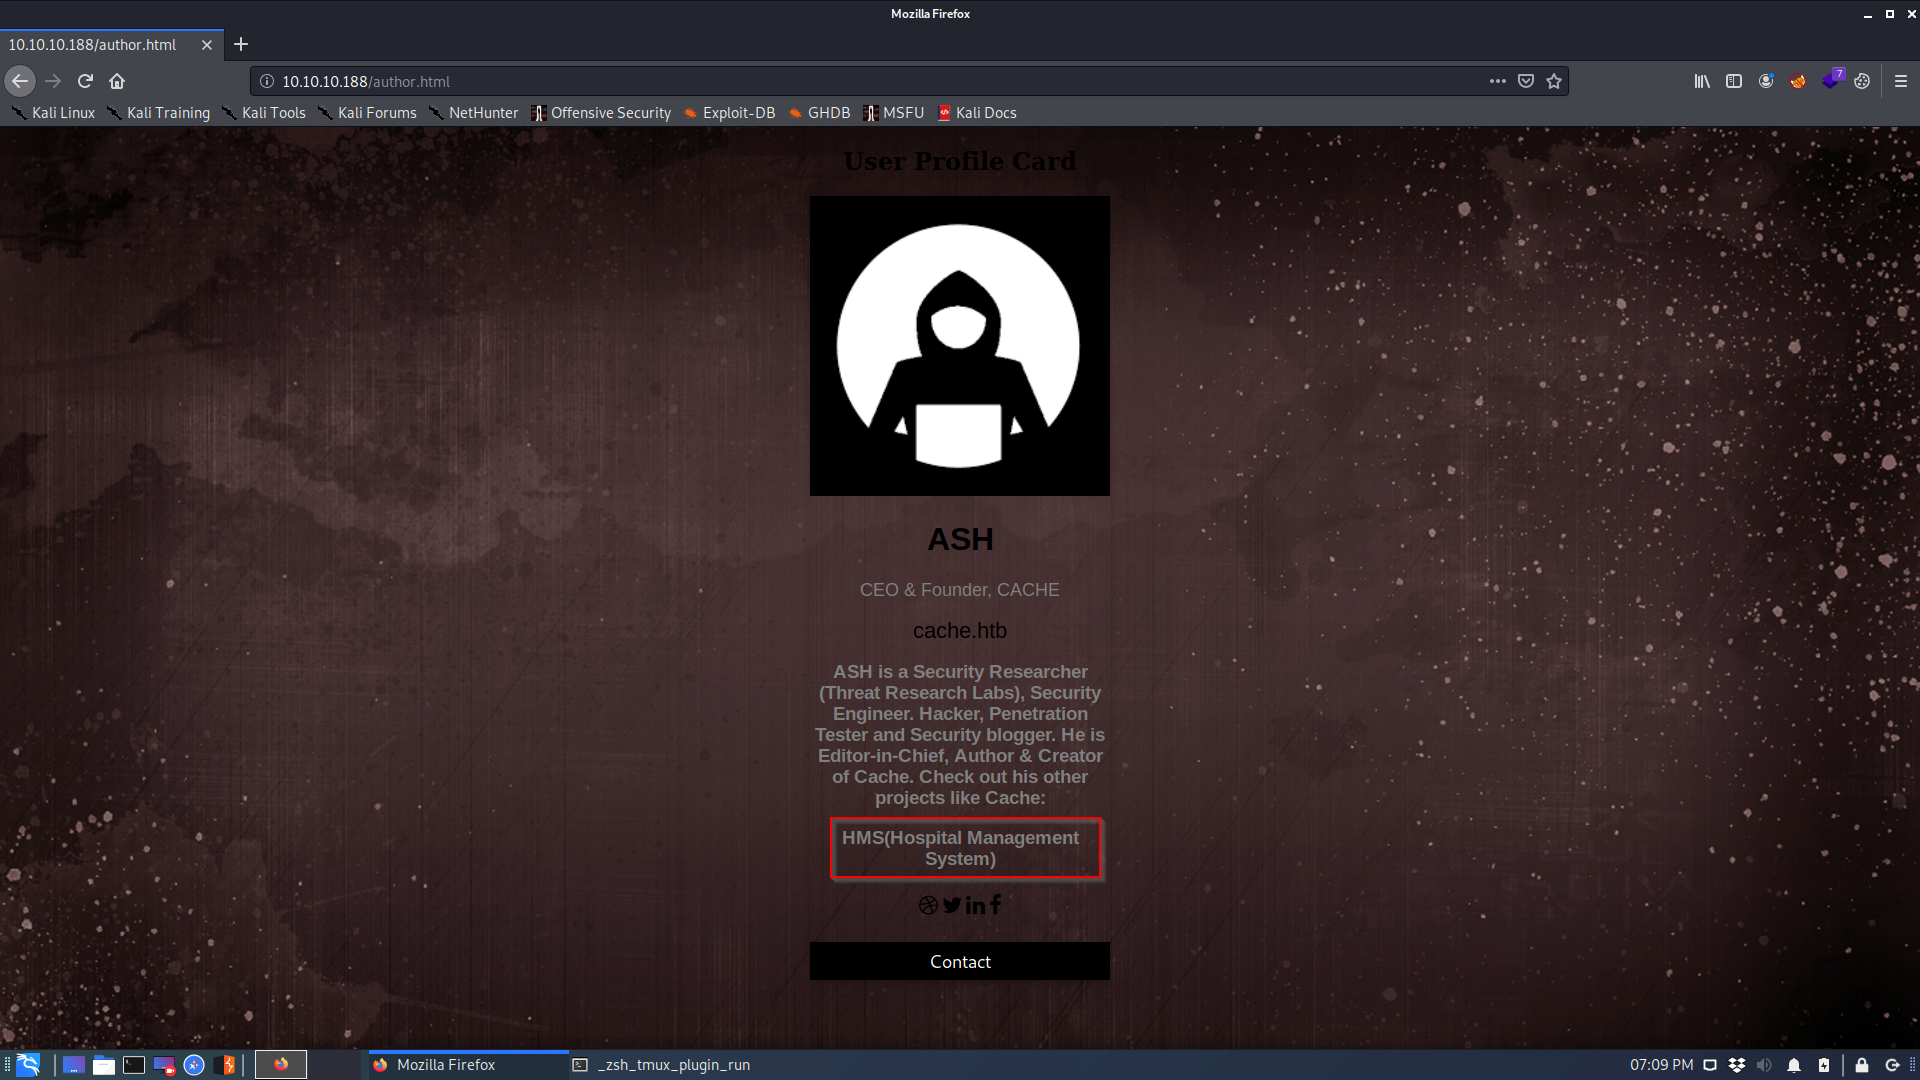 Mozilla Firefox
10.10.10.188/author.html
10.10.10.188/author.html
7
Kali Linux Kali Training Kali Tools Kali Forums NetHunter Offensive Security Exploit-DB GHDB MSFU Kali Docs
User Profile Card
ASH
CEO & Founder, CACHE
cache.htb
ASH is a Security Researcher
(Threat Research Labs), Security
Engineer. Hacker, Penetration
Tester and Security blogger. He is
Editor-in-Chief, Author & Creator
of Cache. Check out his other
projects like Cache:
HMS(Hospital Management
System)
Contact
Mozilla Firefox _zsh_tmux_plugin_run 07:09 PM